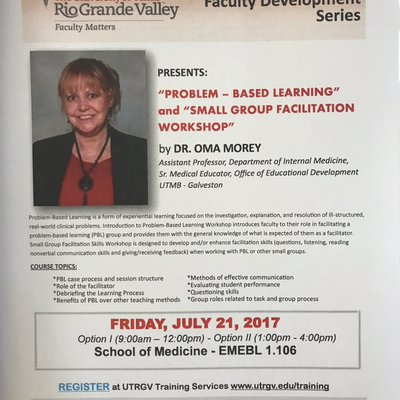 Rio Grande Valley
Faculty Matters
Faculty Development
Series
PRESENTS:
"PROBLEM – BASED LEARNING"
and "SMALL GROUP FACILITATION
WORKSHOP"
by DR. OMA MOREY
Assistant Professor, Department of Internal Medicine,
Sr. Medical Educator, Office of Educational Development
UTMB - Galveston
Problem-Based Learning is a form of experiential learning focused on the investigation, explanation, and resolution of ill-structured,
real-world clinical problems. Introduction to Problem-Based Learning Workshop introduces faculty to their role in facilitating a
problem-based learning (PBL) group and provides them with the general knowledge of what is expected of them as a facilitator.
Small-Group Facilitation Skills Workshop is designed to develop and/or enhance facilitation skills (questions, listening, reading
nonverbal communication skills and giving/receiving feedback) when working with PBL or other small groups.
COURSE TOPICS:
*PBL case process and session structure
*Role of the facilitator
*Debriefing the Learning Process
*Benefits of PBL over other teaching methods
*Methods of effective communication
*Evaluating student performance
*Questioning skills
*Group roles related to task and group process
FRIDAY, JULY 21, 2017
Option I (9:00am – 12:00pm) - Option II (1:00pm - 4:00pm)
School of Medicine - EMEBL 1.106
REGISTER at UTRGV Training Services www.utrgv.edu/training